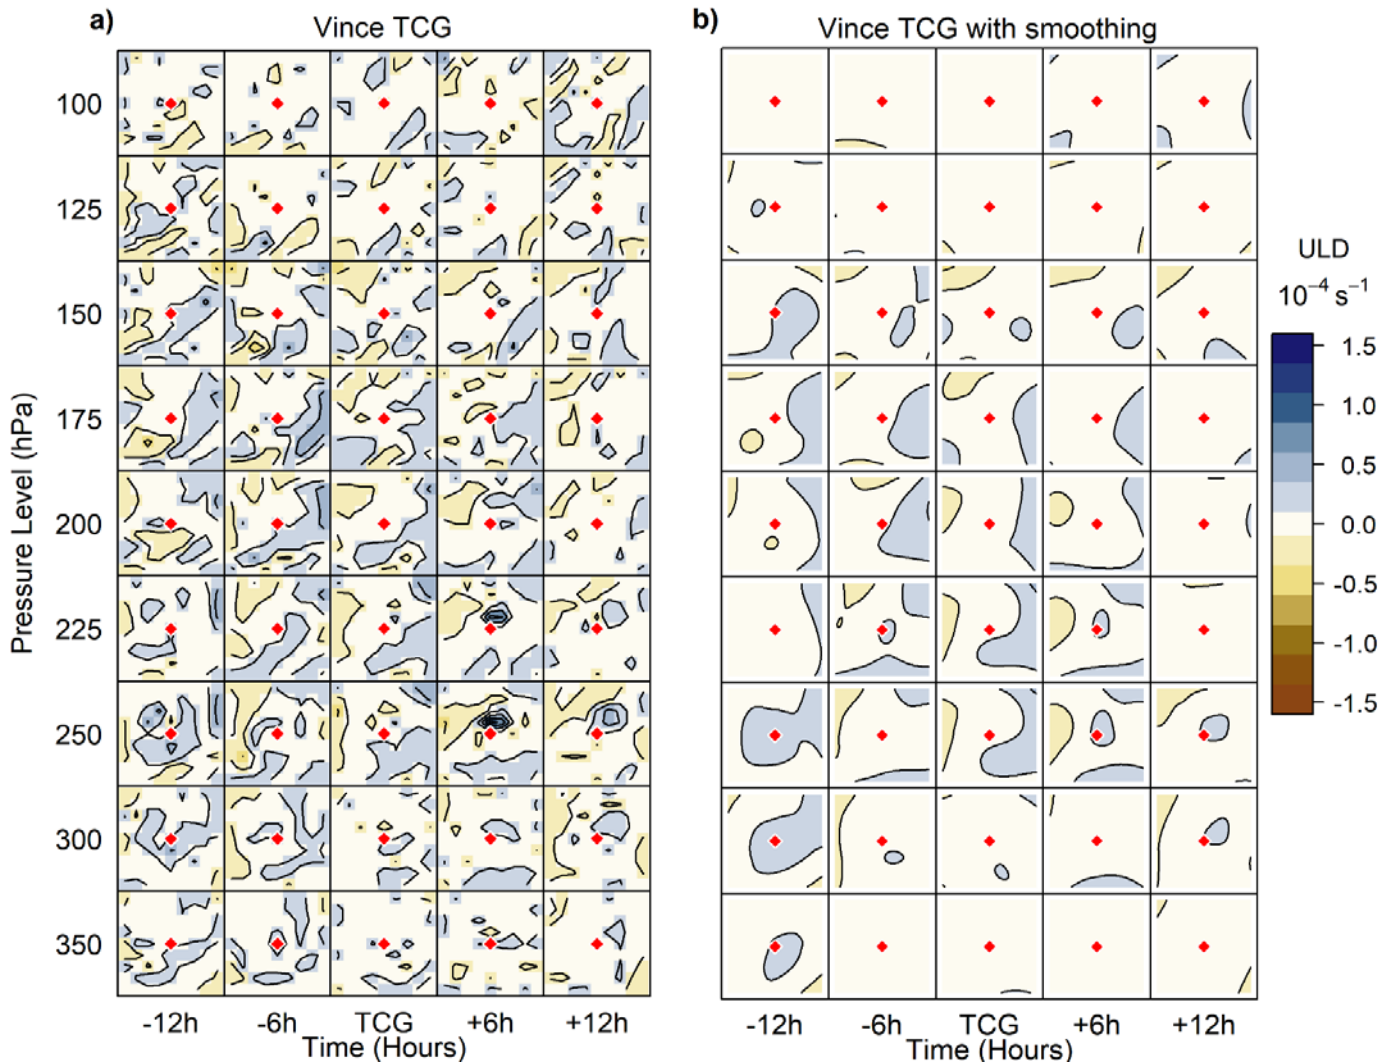 a)
Vince TCG
b)
Vince TCG with smoothing
Pressure Level (hPa)
100
125
150
175
200
225
250
300
350
-12h
-6h
TCG
+6h
+12h
Time (Hours)
-12h
-6h
TCG
+6h
+12h
Time (Hours)
ULD
10⁻⁴ s⁻¹
1.5
1.0
0.5
0.0
-0.5
-1.0
-1.5